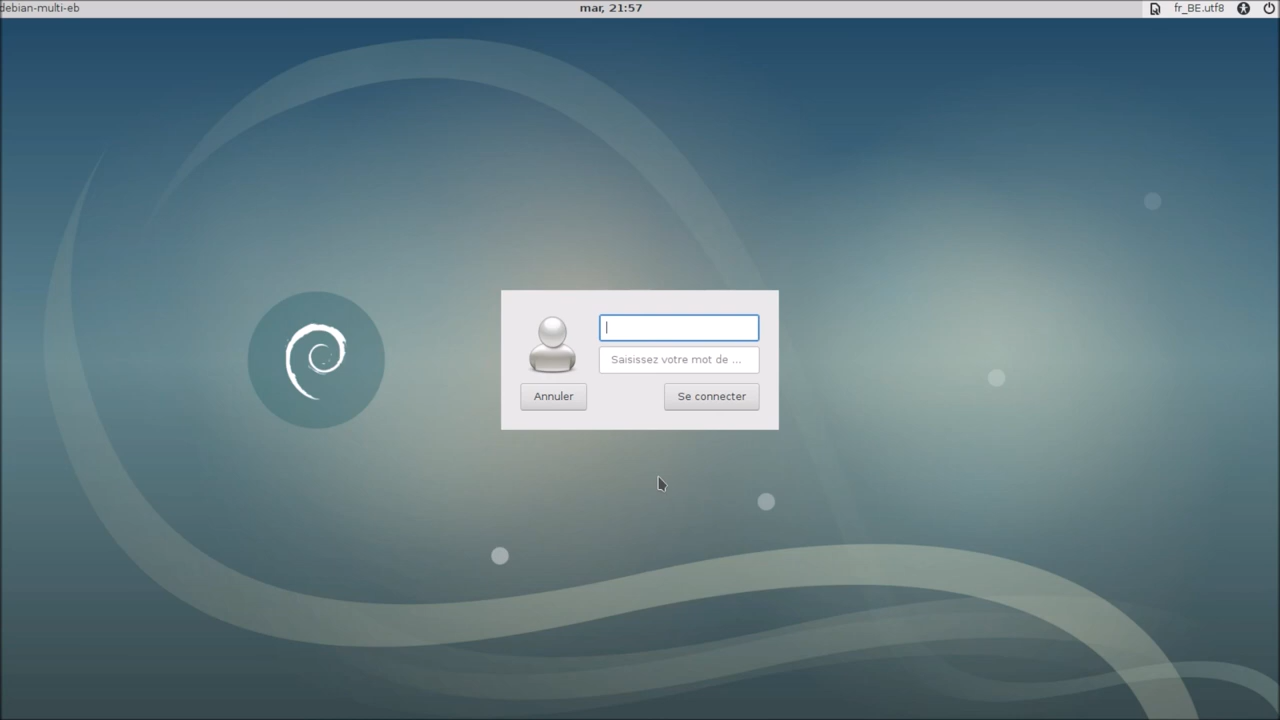 debian-multi-eb
mar, 21:57
fr_BE.utf8
Saisissez votre mot de ...
Annuler
Se connecter